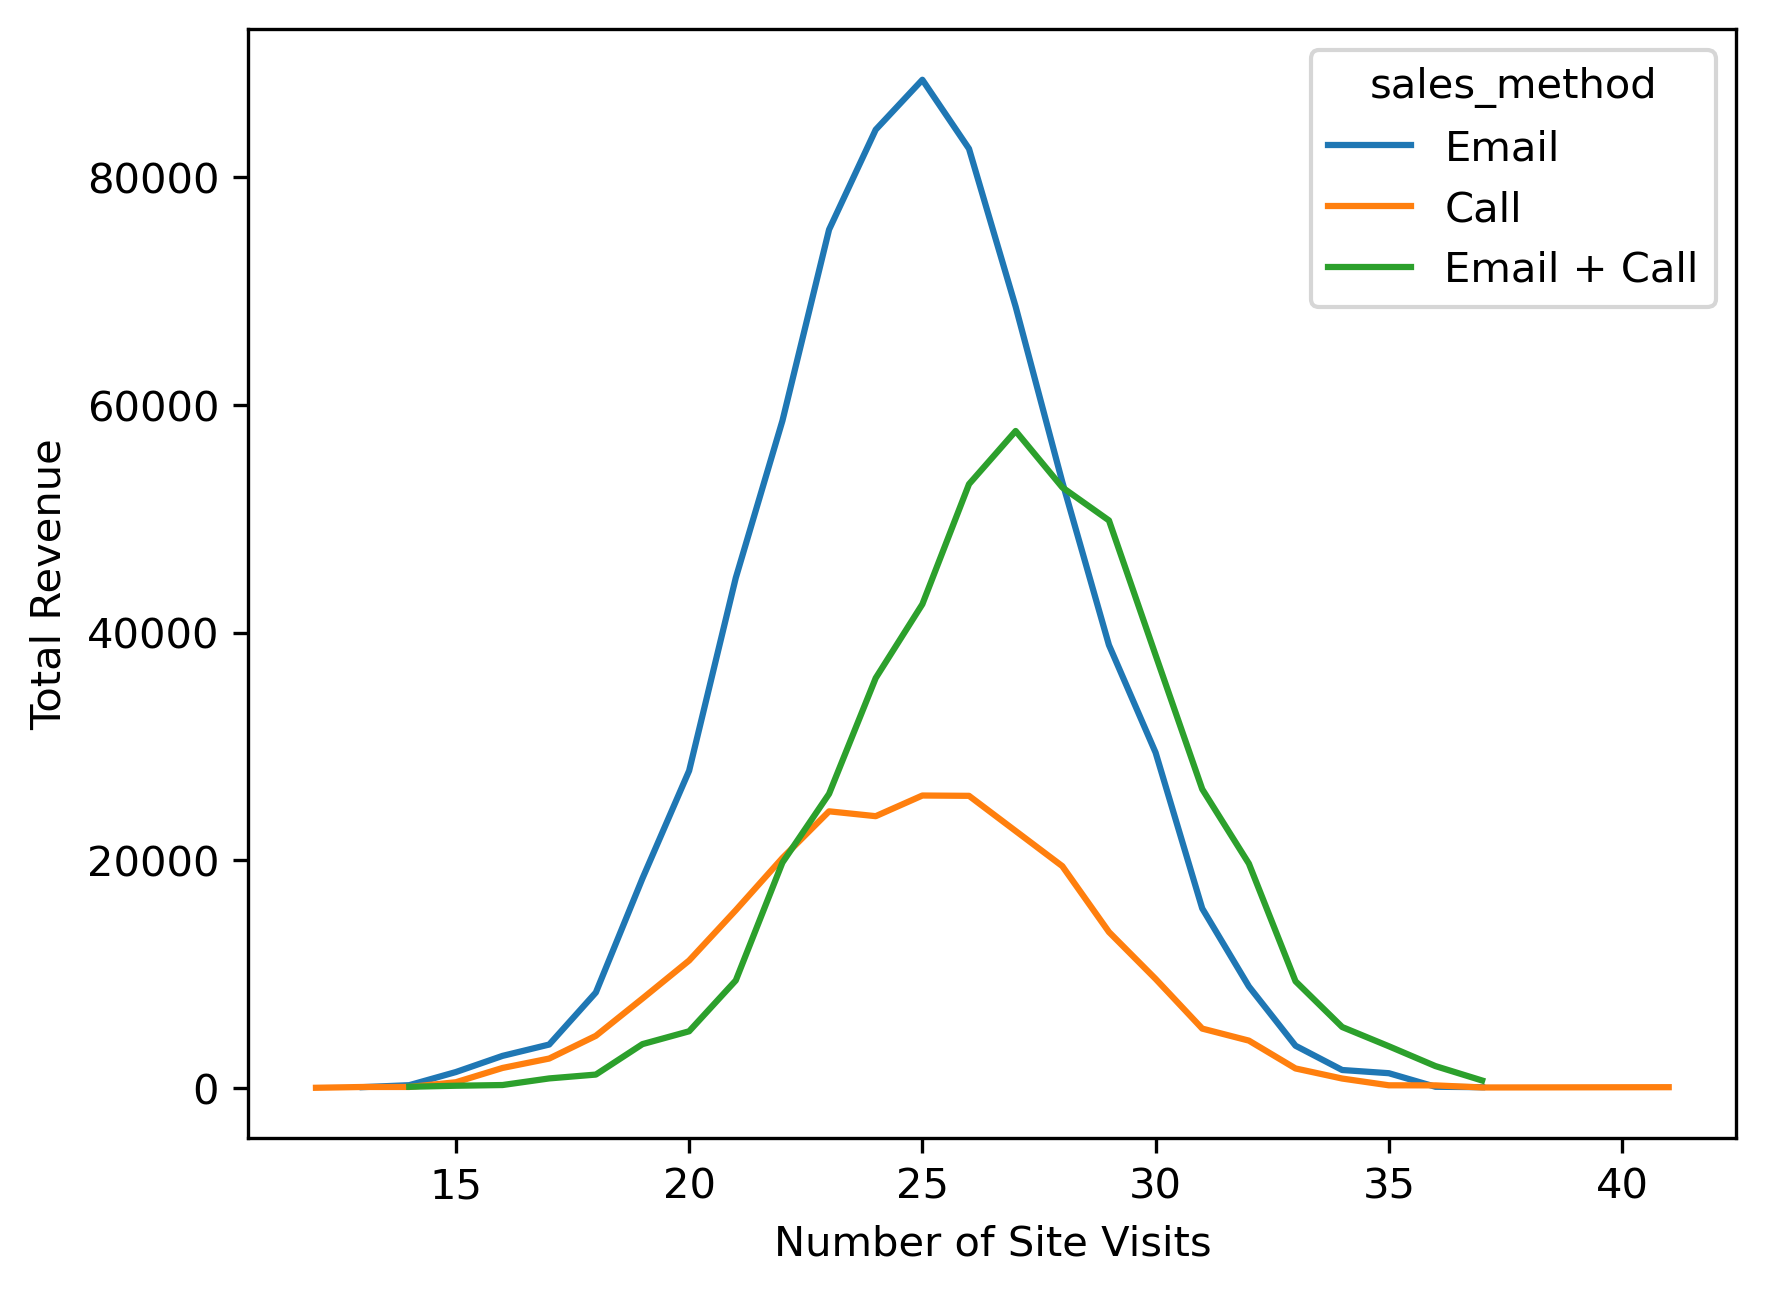 sales_method
Email
Call
Email + Call
80000
60000
40000
20000
0
Total Revenue
15 20 25 30 35 40
Number of Site Visits